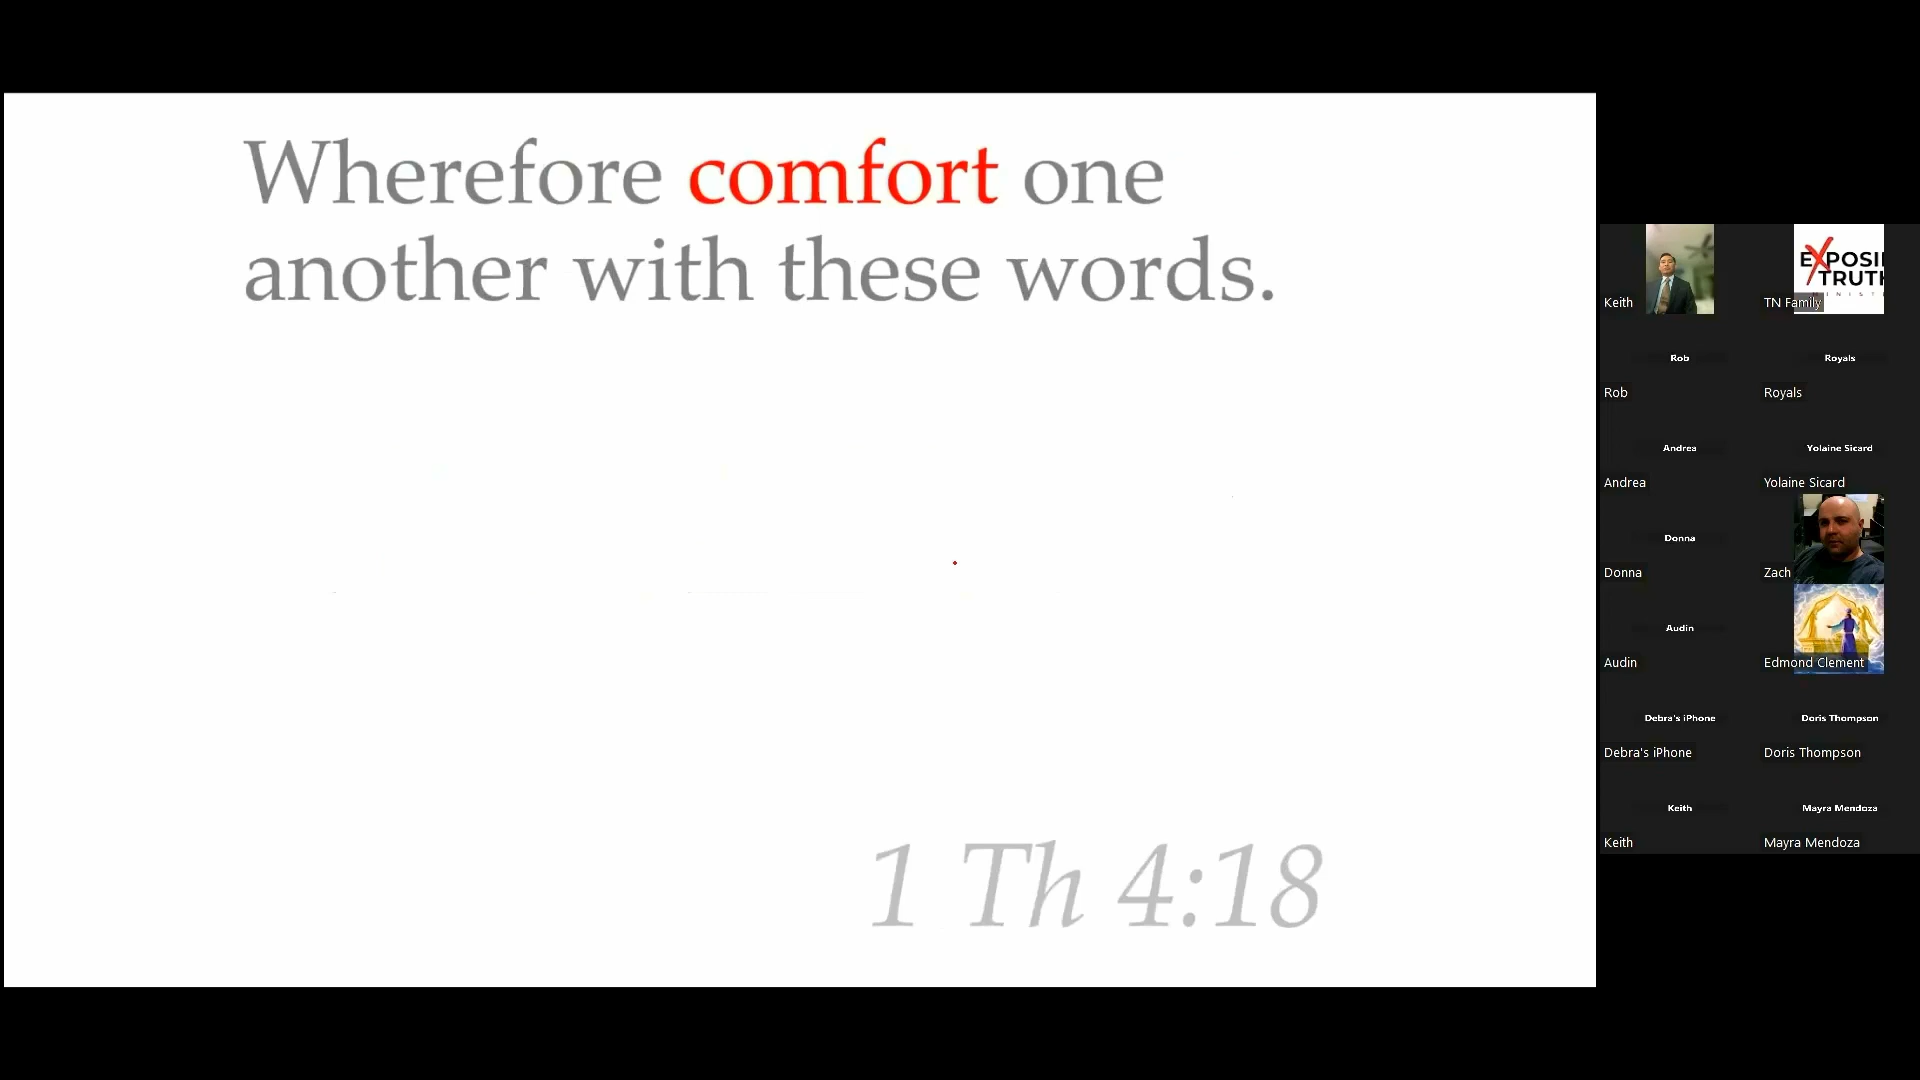 Wherefore comfort one
another with these words.
1 Th 4:18
Keith
EXPOSI
TRUTH
TN Family
Rob
Rob
Royals
Royals
Andrea
Andrea
Yolaine Sicard
Yolaine Sicard
Donna
Donna
Zach
Audin
Audin
Edmond Clement
Debra's iPhone
Debra's iPhone
Doris Thompson
Doris Thompson
Keith
Keith
Mayra Mendoza
Mayra Mendoza